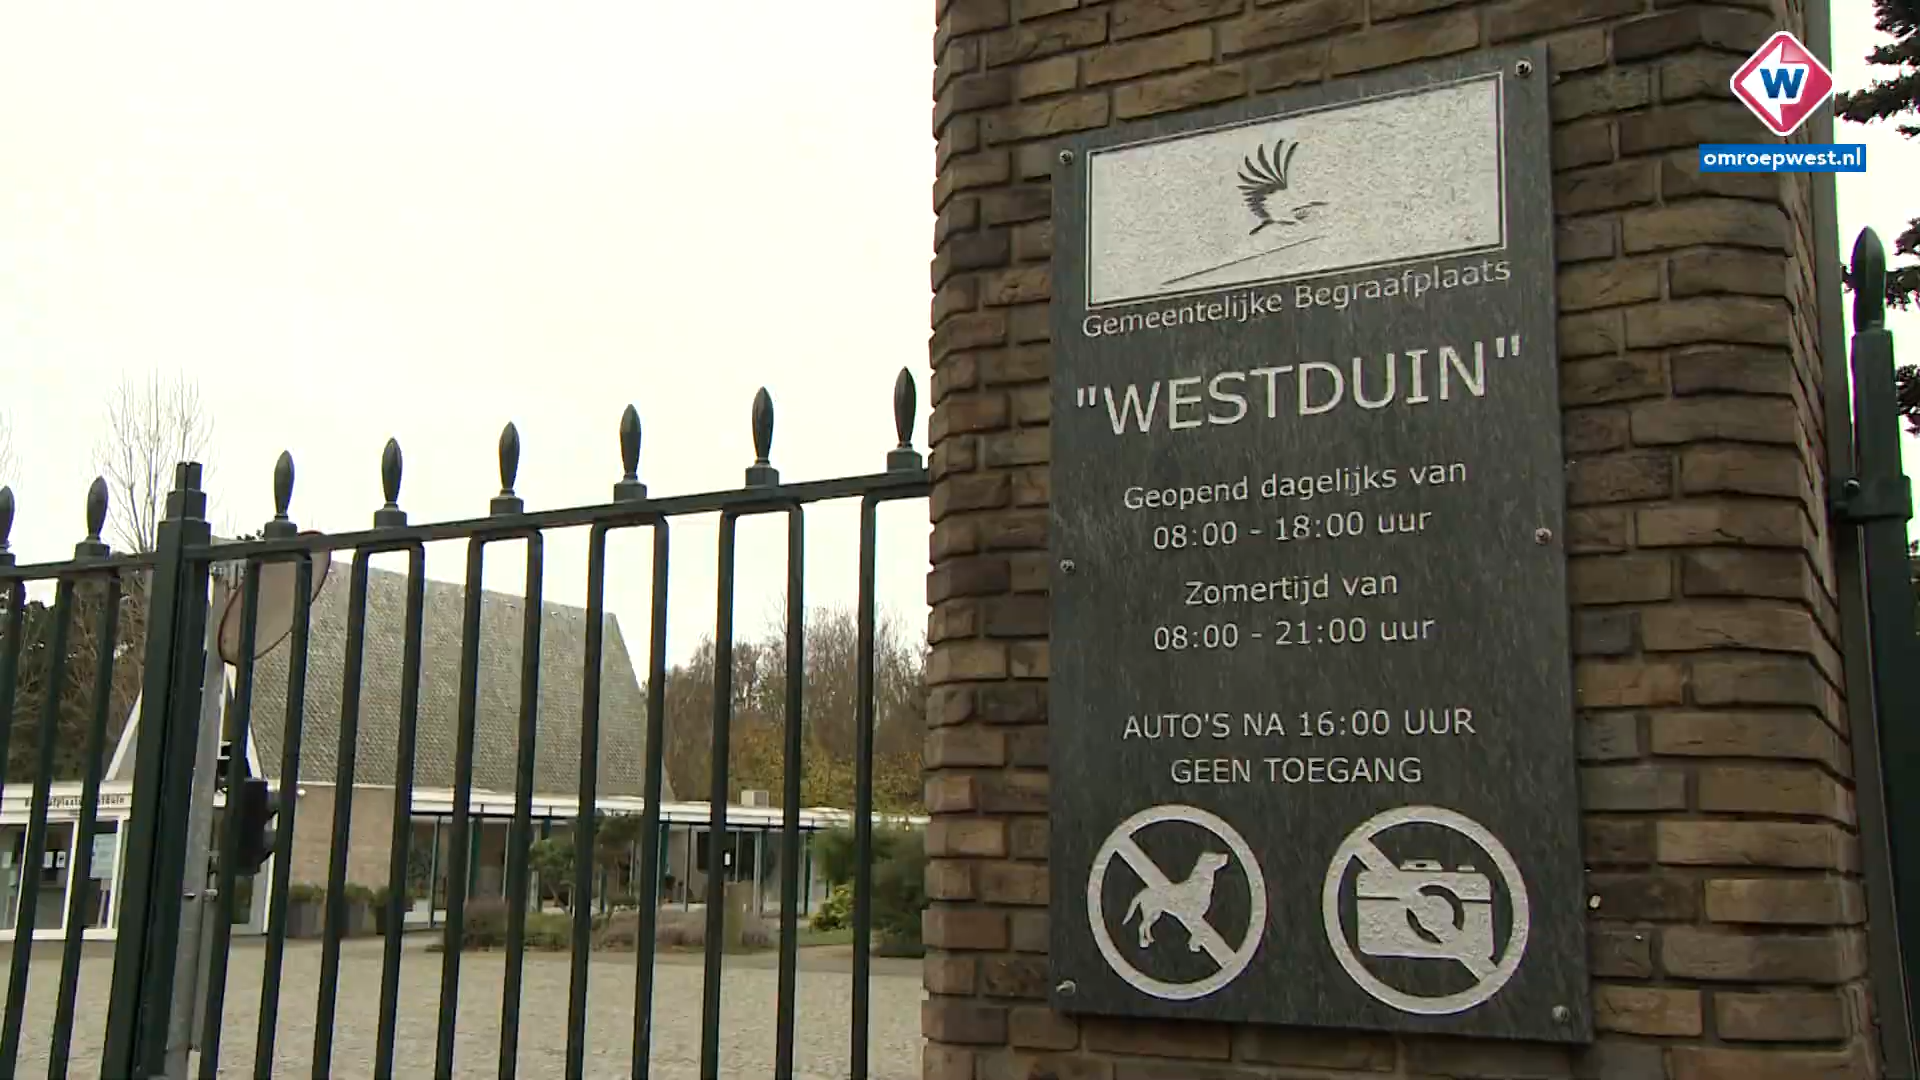 W
omroepwest.nl
Gemeentelijke Begraafplaats
"WESTDUIN"
Geopend dagelijks van
08:00 - 18:00 uur
Zomertijd van
08:00 - 21:00 uur
AUTO'S NA 16:00 UUR
GEEN TOEGANG